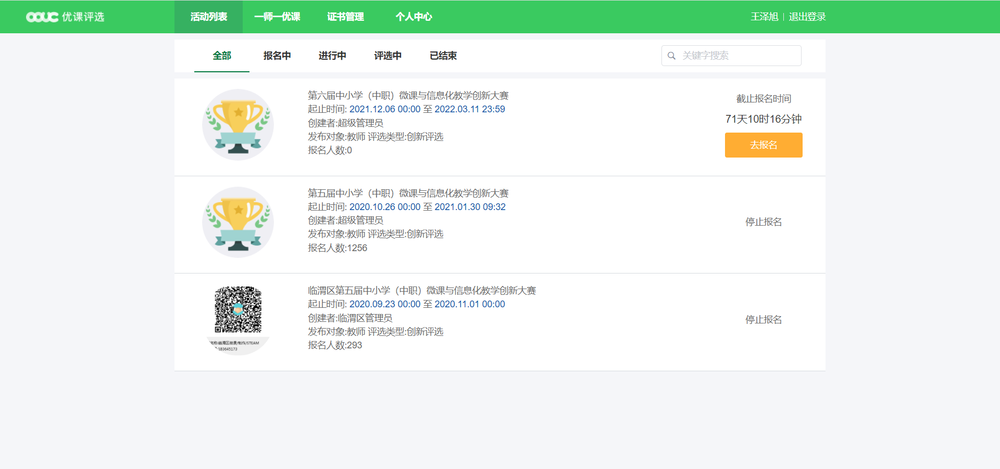 OOUC 优课评选
活动列表 一师一优课 证书管理 个人中心 王泽旭 | 退出登录
全部 报名中 进行中 评选中 已结束 关键字搜索
第六届中小学（中职）微课与信息化教学创新大赛
起止时间: 2021.12.06 00:00 至 2022.03.11 23:59
创建者:超级管理员
发布对象:教师 评选类型:创新评选
报名人数:0
截止报名时间
71天10时16分钟
去报名
第五届中小学（中职）微课与信息化教学创新大赛
起止时间: 2020.10.26 00:00 至 2021.01.30 09:32
创建者:超级管理员
发布对象:教师 评选类型:创新评选
报名人数:1256
停止报名
名称:临渭区微课/制作/STEAM
:183645173
临渭区第五届中小学（中职）微课与信息化教学创新大赛
起止时间: 2020.09.23 00:00 至 2020.11.01 00:00
创建者:临渭区管理员
发布对象:教师 评选类型:创新评选
报名人数:293
停止报名